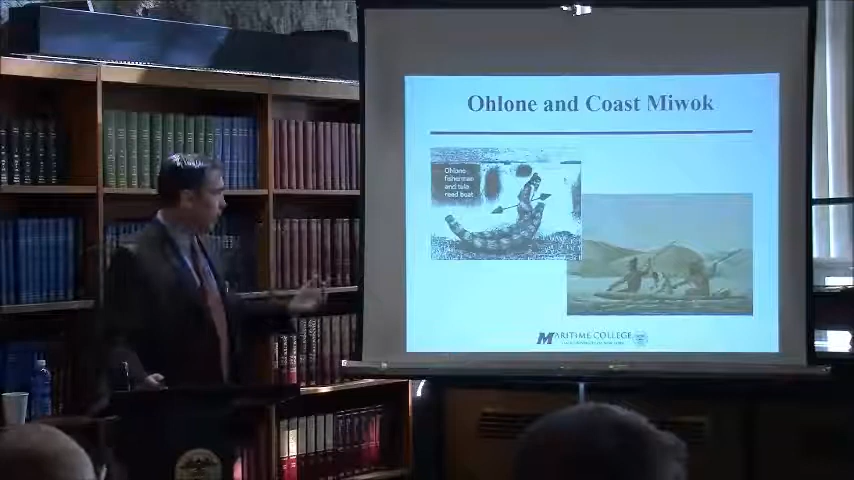 Ohlone and Coast Miwok
Ohlone
fisherman
and tule
reed boat
MARITIME COLLEGE